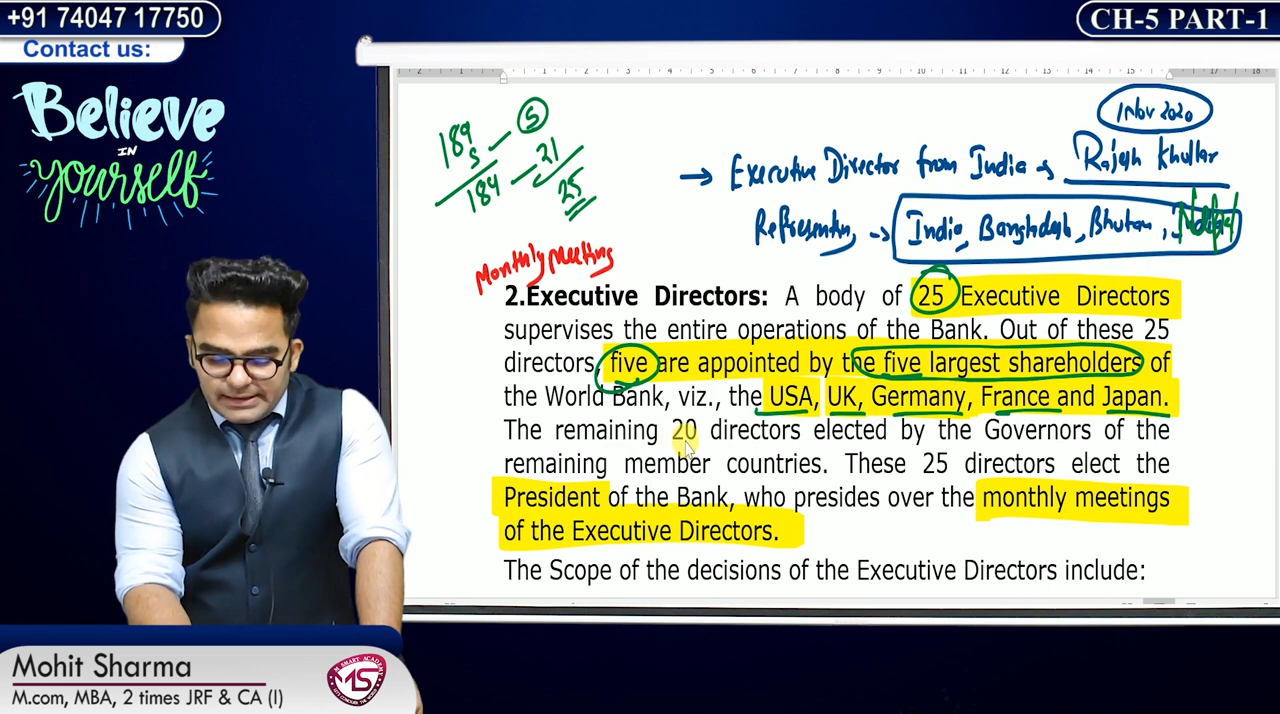 +91 74047 17750
Contact us:
CH-5 PART-1
Believe
IN
yourself
189
5
184
5
21
25
1 Nov 2020
→ Executive Director from India → Rajesh Khullar
Representing → India, Bangladesh, Bhutan,
Monthly Meeting
2.Executive Directors: A body of 25 Executive Directors
supervises the entire operations of the Bank. Out of these 25
directors, five are appointed by the five largest shareholders of
the World Bank, viz., the USA, UK, Germany, France and Japan.
The remaining 20 directors elected by the Governors of the
remaining member countries. These 25 directors elect the
President of the Bank, who presides over the monthly meetings
of the Executive Directors.
The Scope of the decisions of the Executive Directors include:
Mohit Sharma
M.com, MBA, 2 times JRF & CA (I)
M SMART ACADEMY
MS